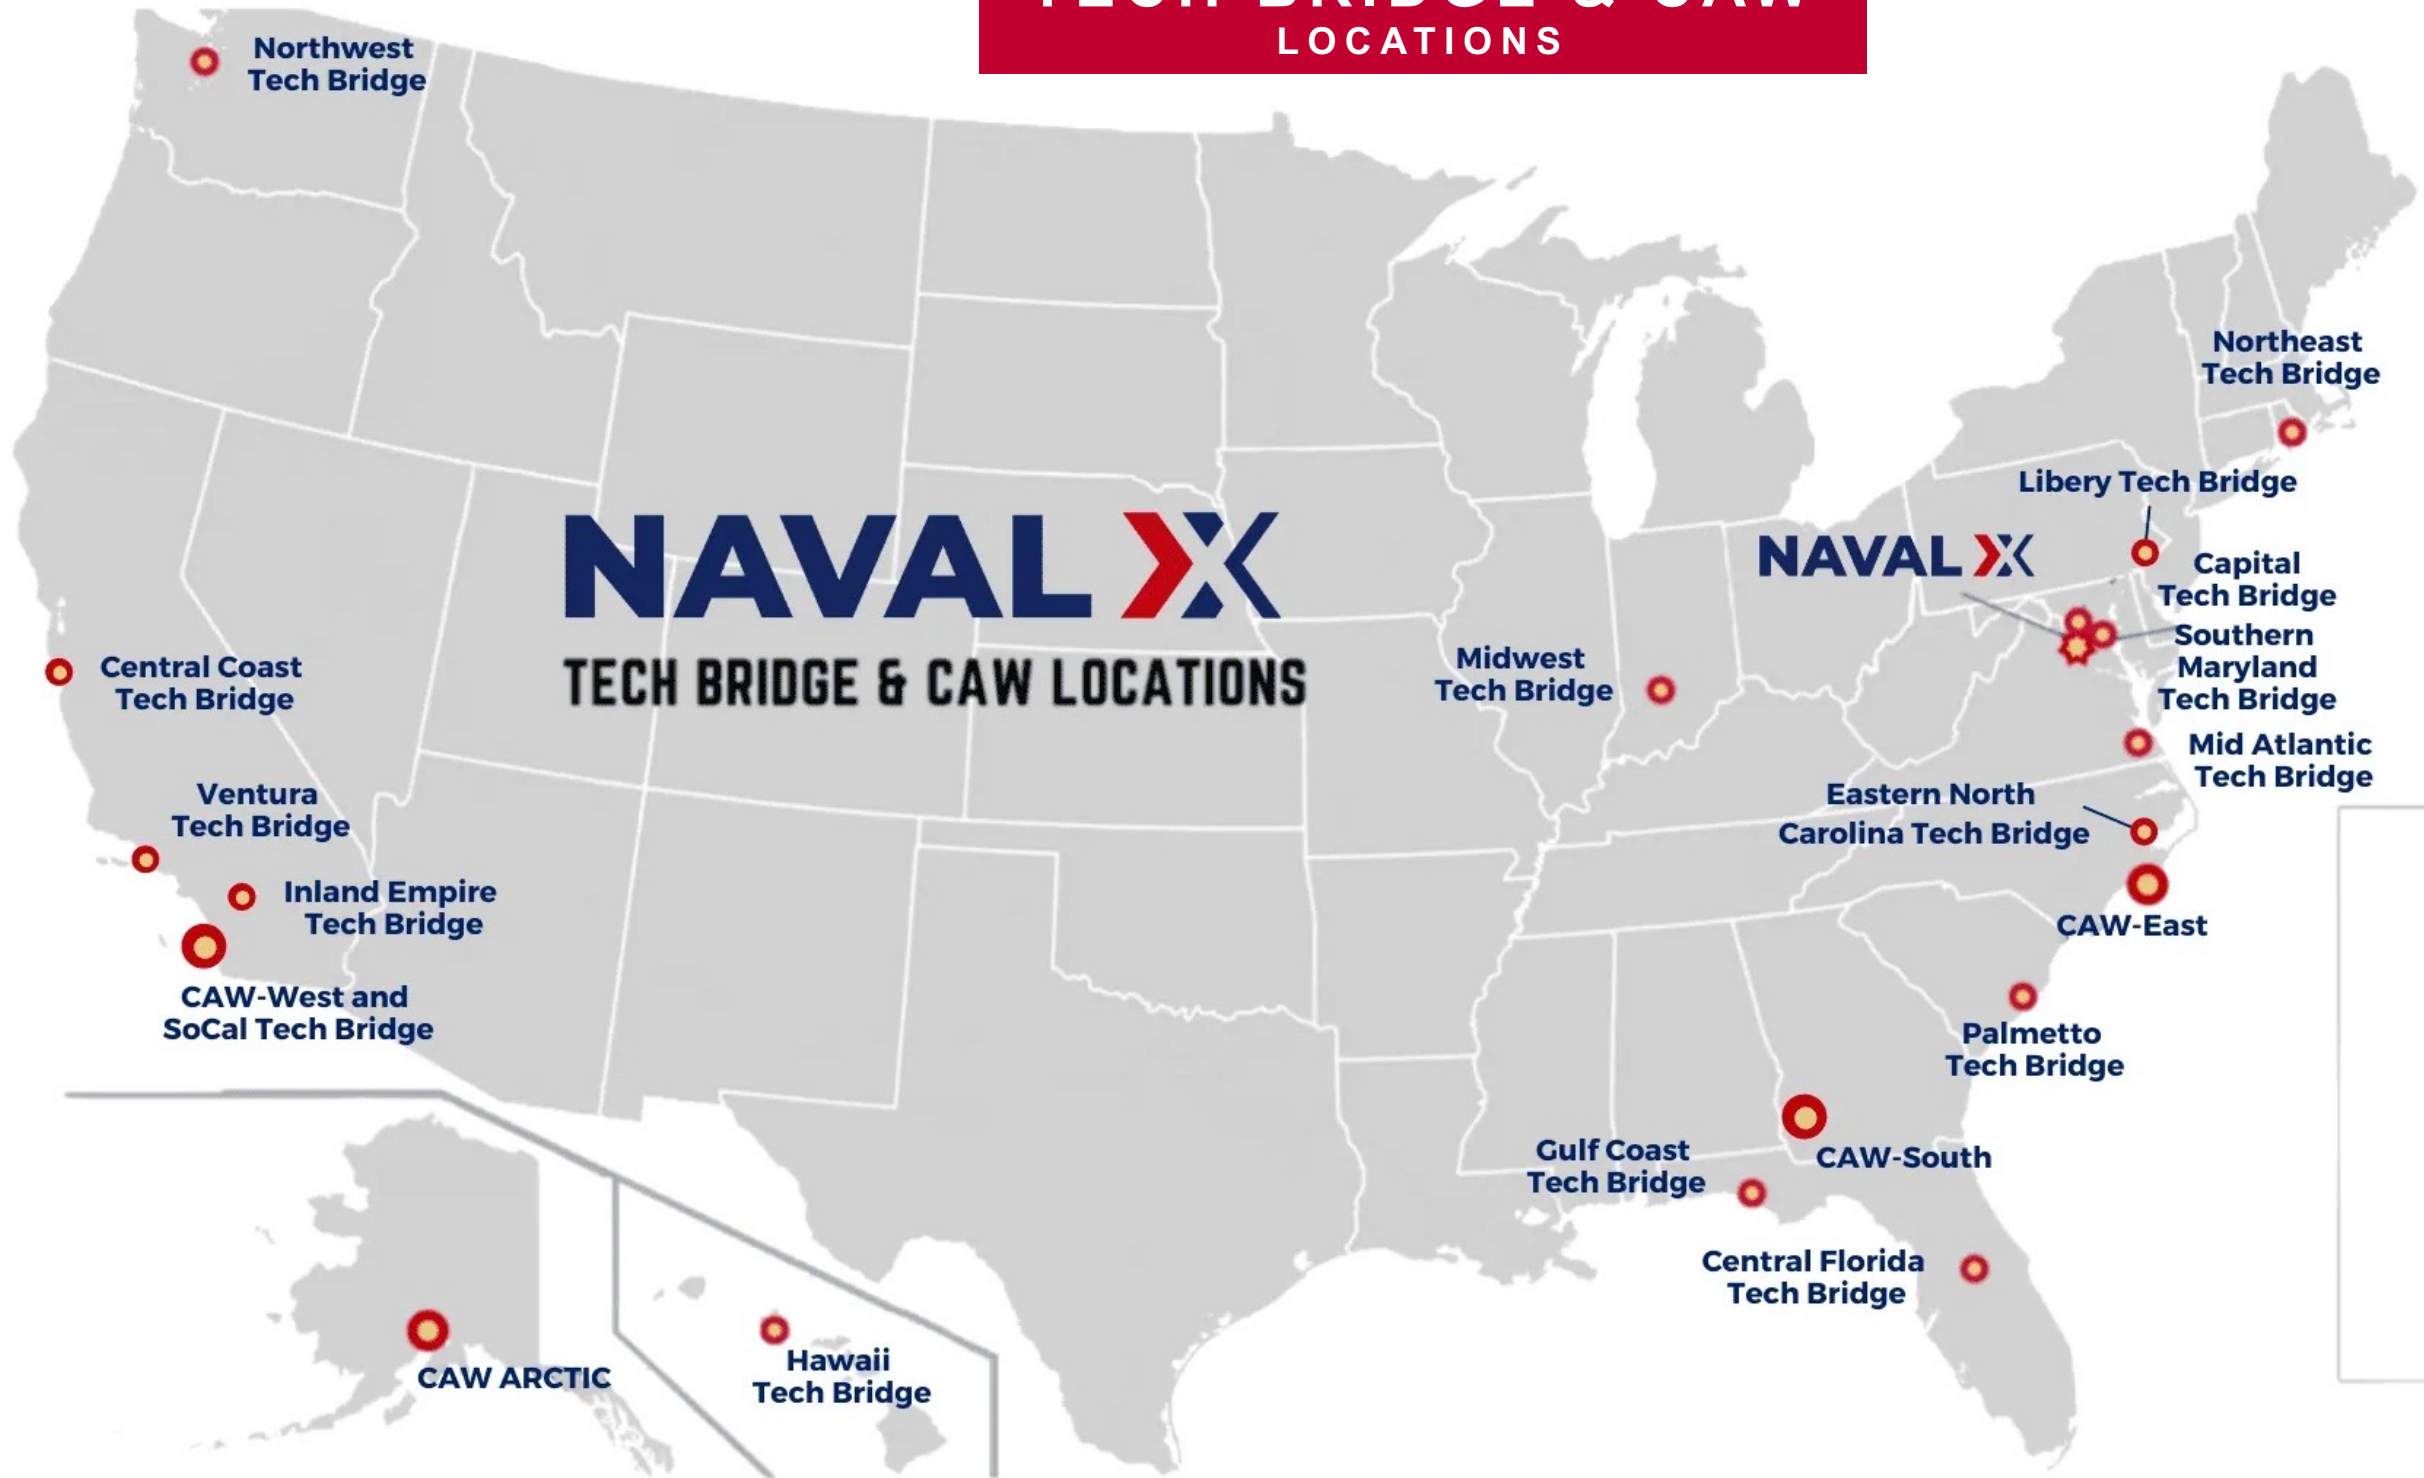 TECH BRIDGE & CAW
LOCATIONS
Northwest
Tech Bridge
Northeast
Tech Bridge
Libery Tech Bridge
NAVAL X
Capital
Tech Bridge
Southern
Maryland
Tech Bridge
NAVAL X
TECH BRIDGE & CAW LOCATIONS
Midwest
Tech Bridge
Central Coast
Tech Bridge
Mid Atlantic
Tech Bridge
Ventura
Tech Bridge
Eastern North
Carolina Tech Bridge
Inland Empire
Tech Bridge
CAW-East
CAW-West and
SoCal Tech Bridge
Palmetto
Tech Bridge
Gulf Coast
Tech Bridge
CAW-South
Central Florida
Tech Bridge
CAW ARCTIC
Hawaii
Tech Bridge